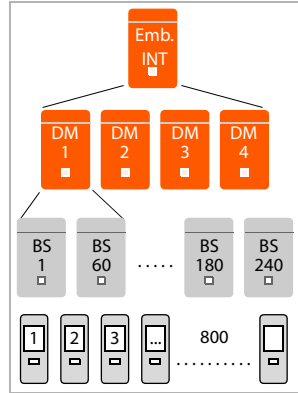 Emb.
INT
DM DM DM DM
1 2 3 4
BS BS BS BS
1 60 ..... 180 240
1 2 3 ... 800
..........